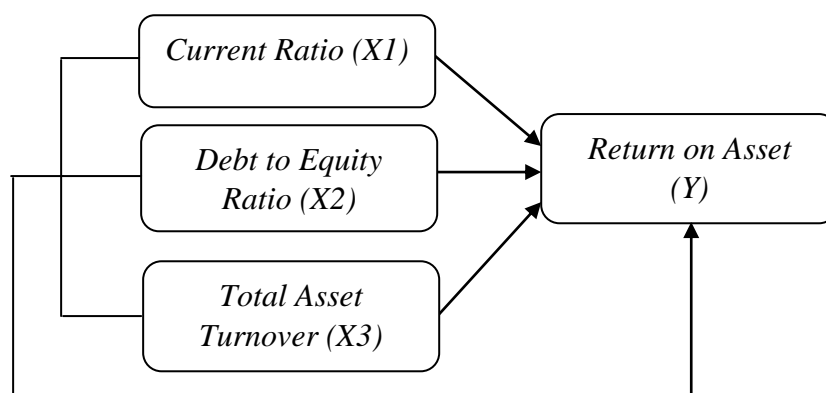 Current Ratio (X1)
Debt to Equity
Ratio (X2)
Total Asset
Turnover (X3)
Return on Asset
(Y)